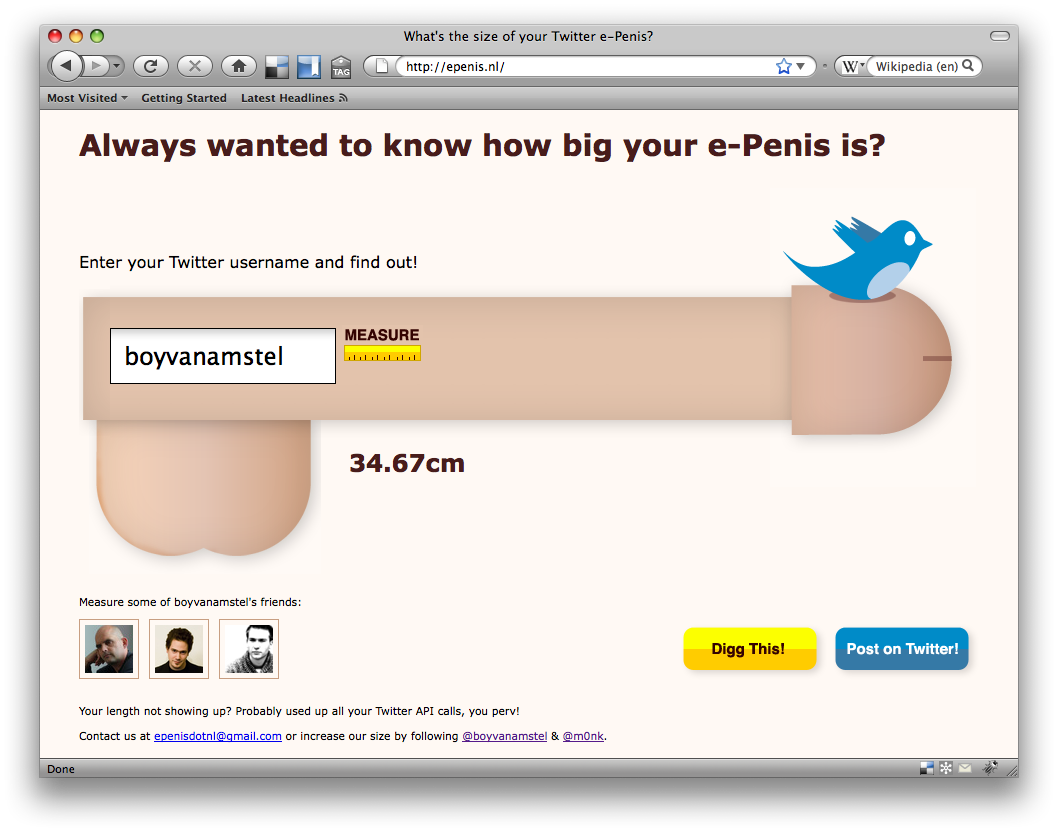 What's the size of your Twitter e-Penis?
TAG
http://epenis.nl/
W
Wikipedia (en)
Most Visited
Getting Started
Latest Headlines
Always wanted to know how big your e-Penis is?
Enter your Twitter username and find out!
boyvanamstel
MEASURE
34.67cm
Measure some of boyvanamstel's friends:
Digg This!
Post on Twitter!
Your length not showing up? Probably used up all your Twitter API calls, you perv!
Contact us at epenisdotnl@gmail.com or increase our size by following @boyvanamstel & @m0nk.
Done